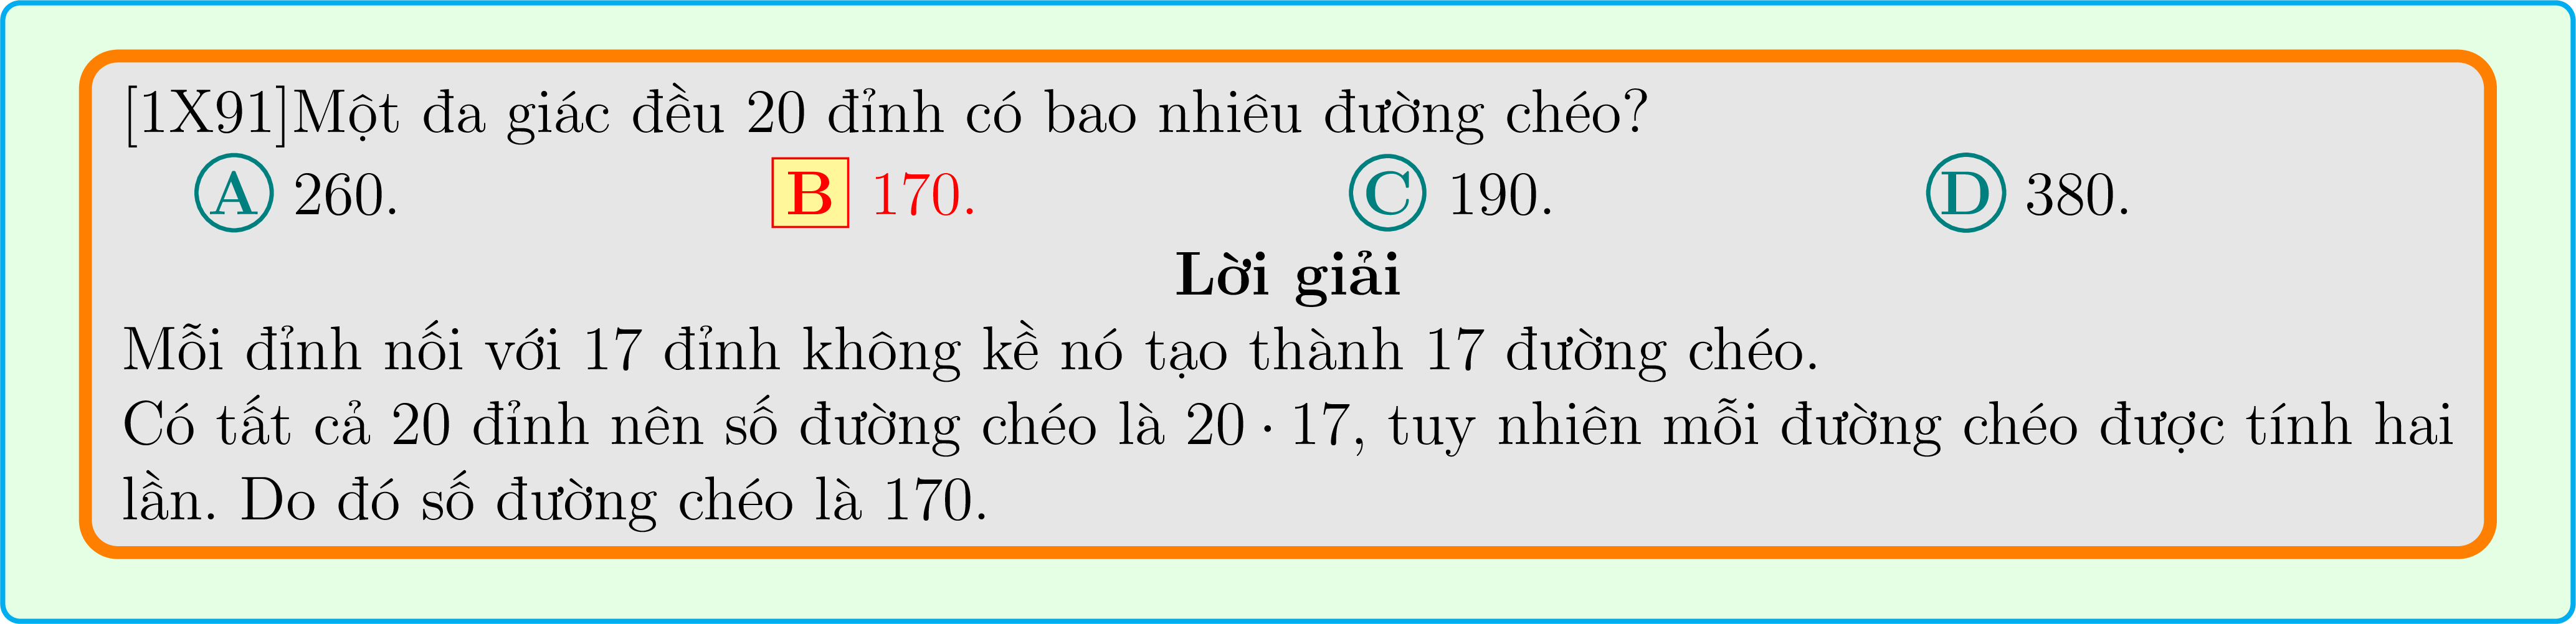 [1X91]Một đa giác đều 20 đỉnh có bao nhiêu đường chéo?
A 260. B 170. C 190. D 380.
Lời giải
Mỗi đỉnh nối với 17 đỉnh không kề nó tạo thành 17 đường chéo.
Có tất cả 20 đỉnh nên số đường chéo là 20 · 17, tuy nhiên mỗi đường chéo được tính hai
lần. Do đó số đường chéo là 170.